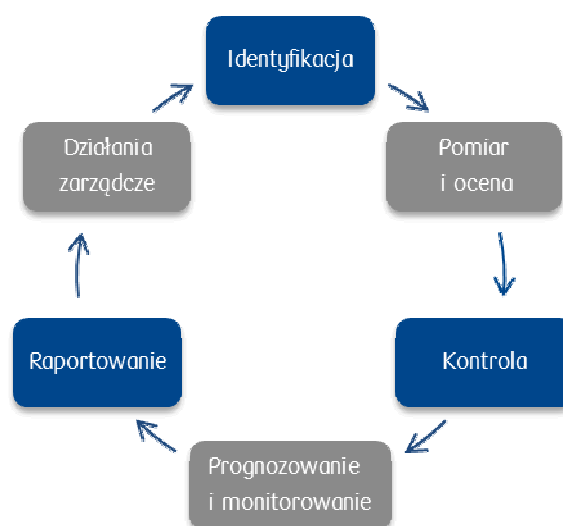 Identyfikacja
Pomiar
i ocena
Kontrola
Prognozowanie
i monitorowanie
Raportowanie
Działania
zarządcze